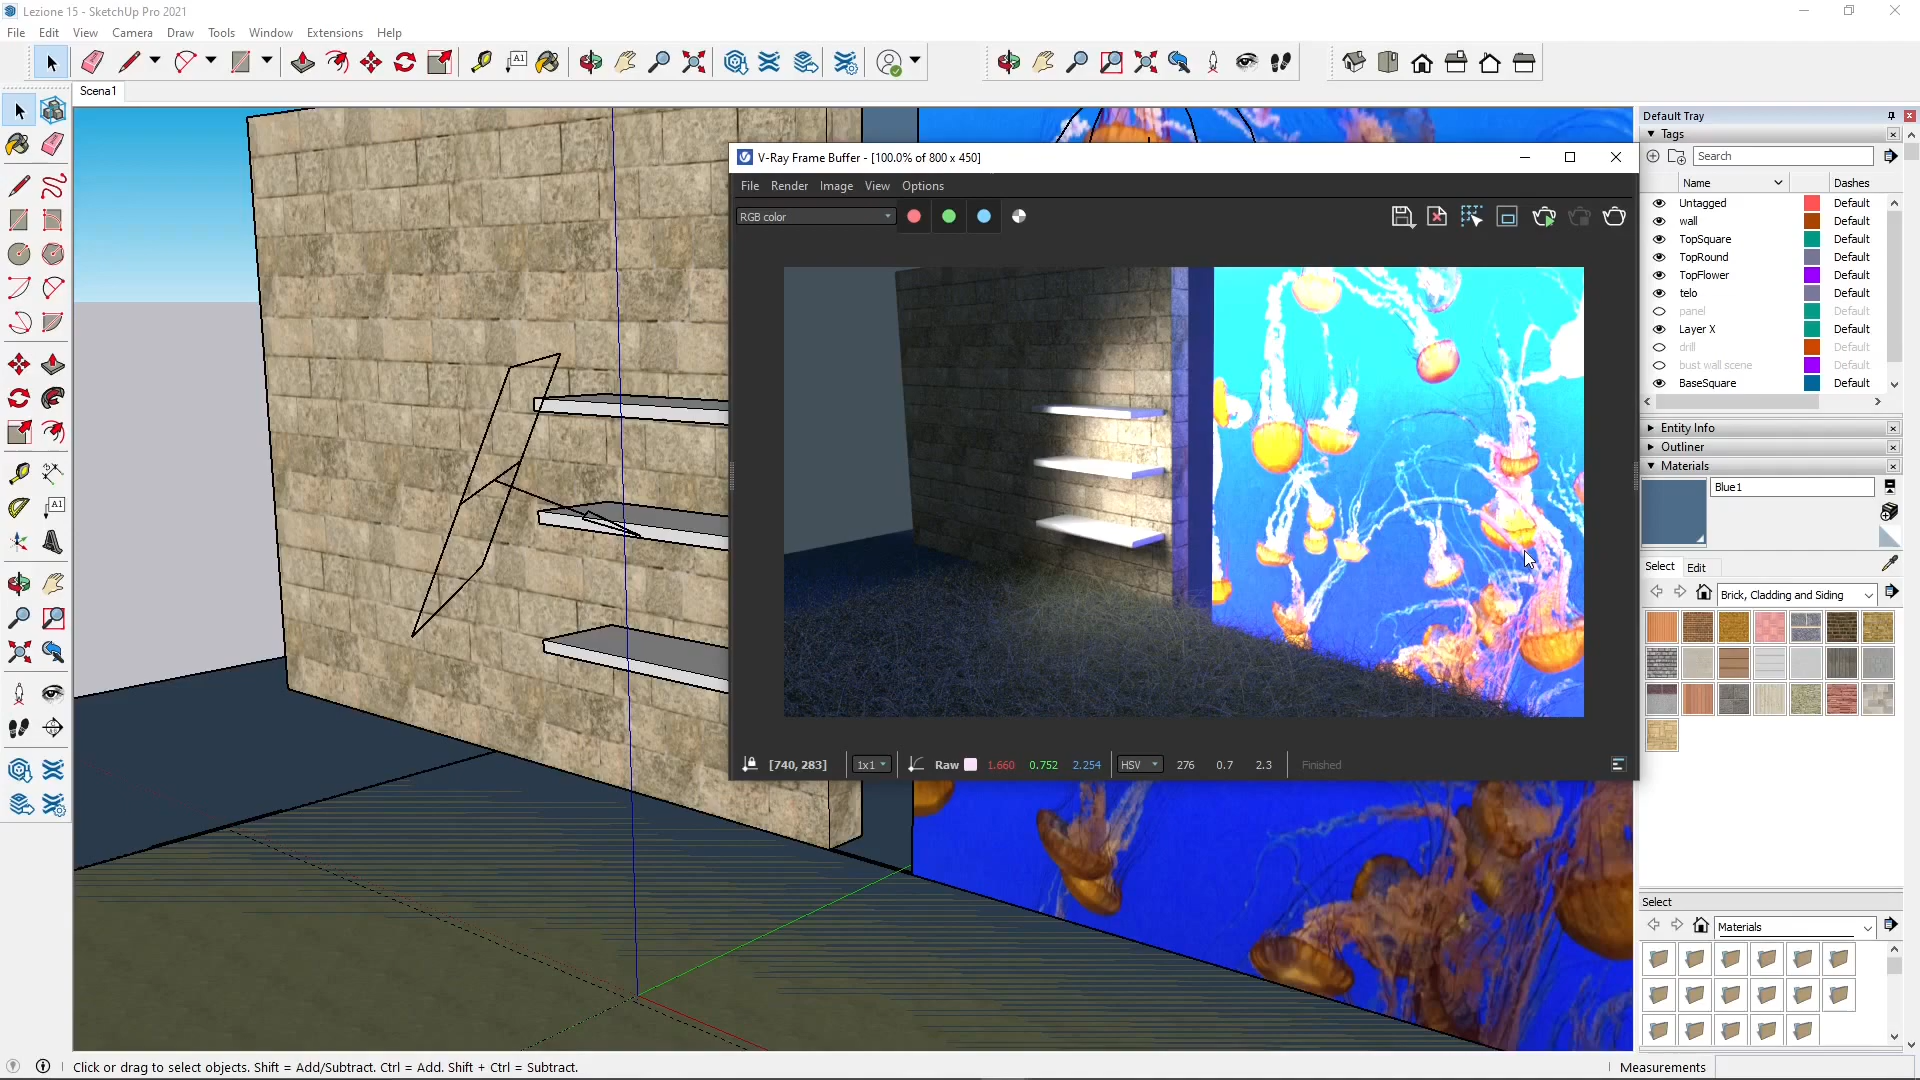 Lezione 15 - SketchUp Pro 2021
File Edit View Camera Draw Tools Window Extensions Help
A1
Scena1
A1
V-Ray Frame Buffer - [100.0% of 800 x 450]
File Render Image View Options
RGB color
[740, 283] 1x1 Raw 1.660 0.752 2.254 HSV 276 0.7 2.3 Finished
Default Tray
Tags
Search
Name Dashes
Untagged Default
wall Default
TopSquare Default
TopRound Default
TopFlower Default
telo Default
panel Default
Layer X Default
drill Default
bust wall scene Default
BaseSquare Default
Entity Info
Outliner
Materials
Blue1
Select Edit
Brick, Cladding and Siding
Select
Materials
Click or drag to select objects. Shift = Add/Subtract. Ctrl = Add. Shift + Ctrl = Subtract.
Measurements